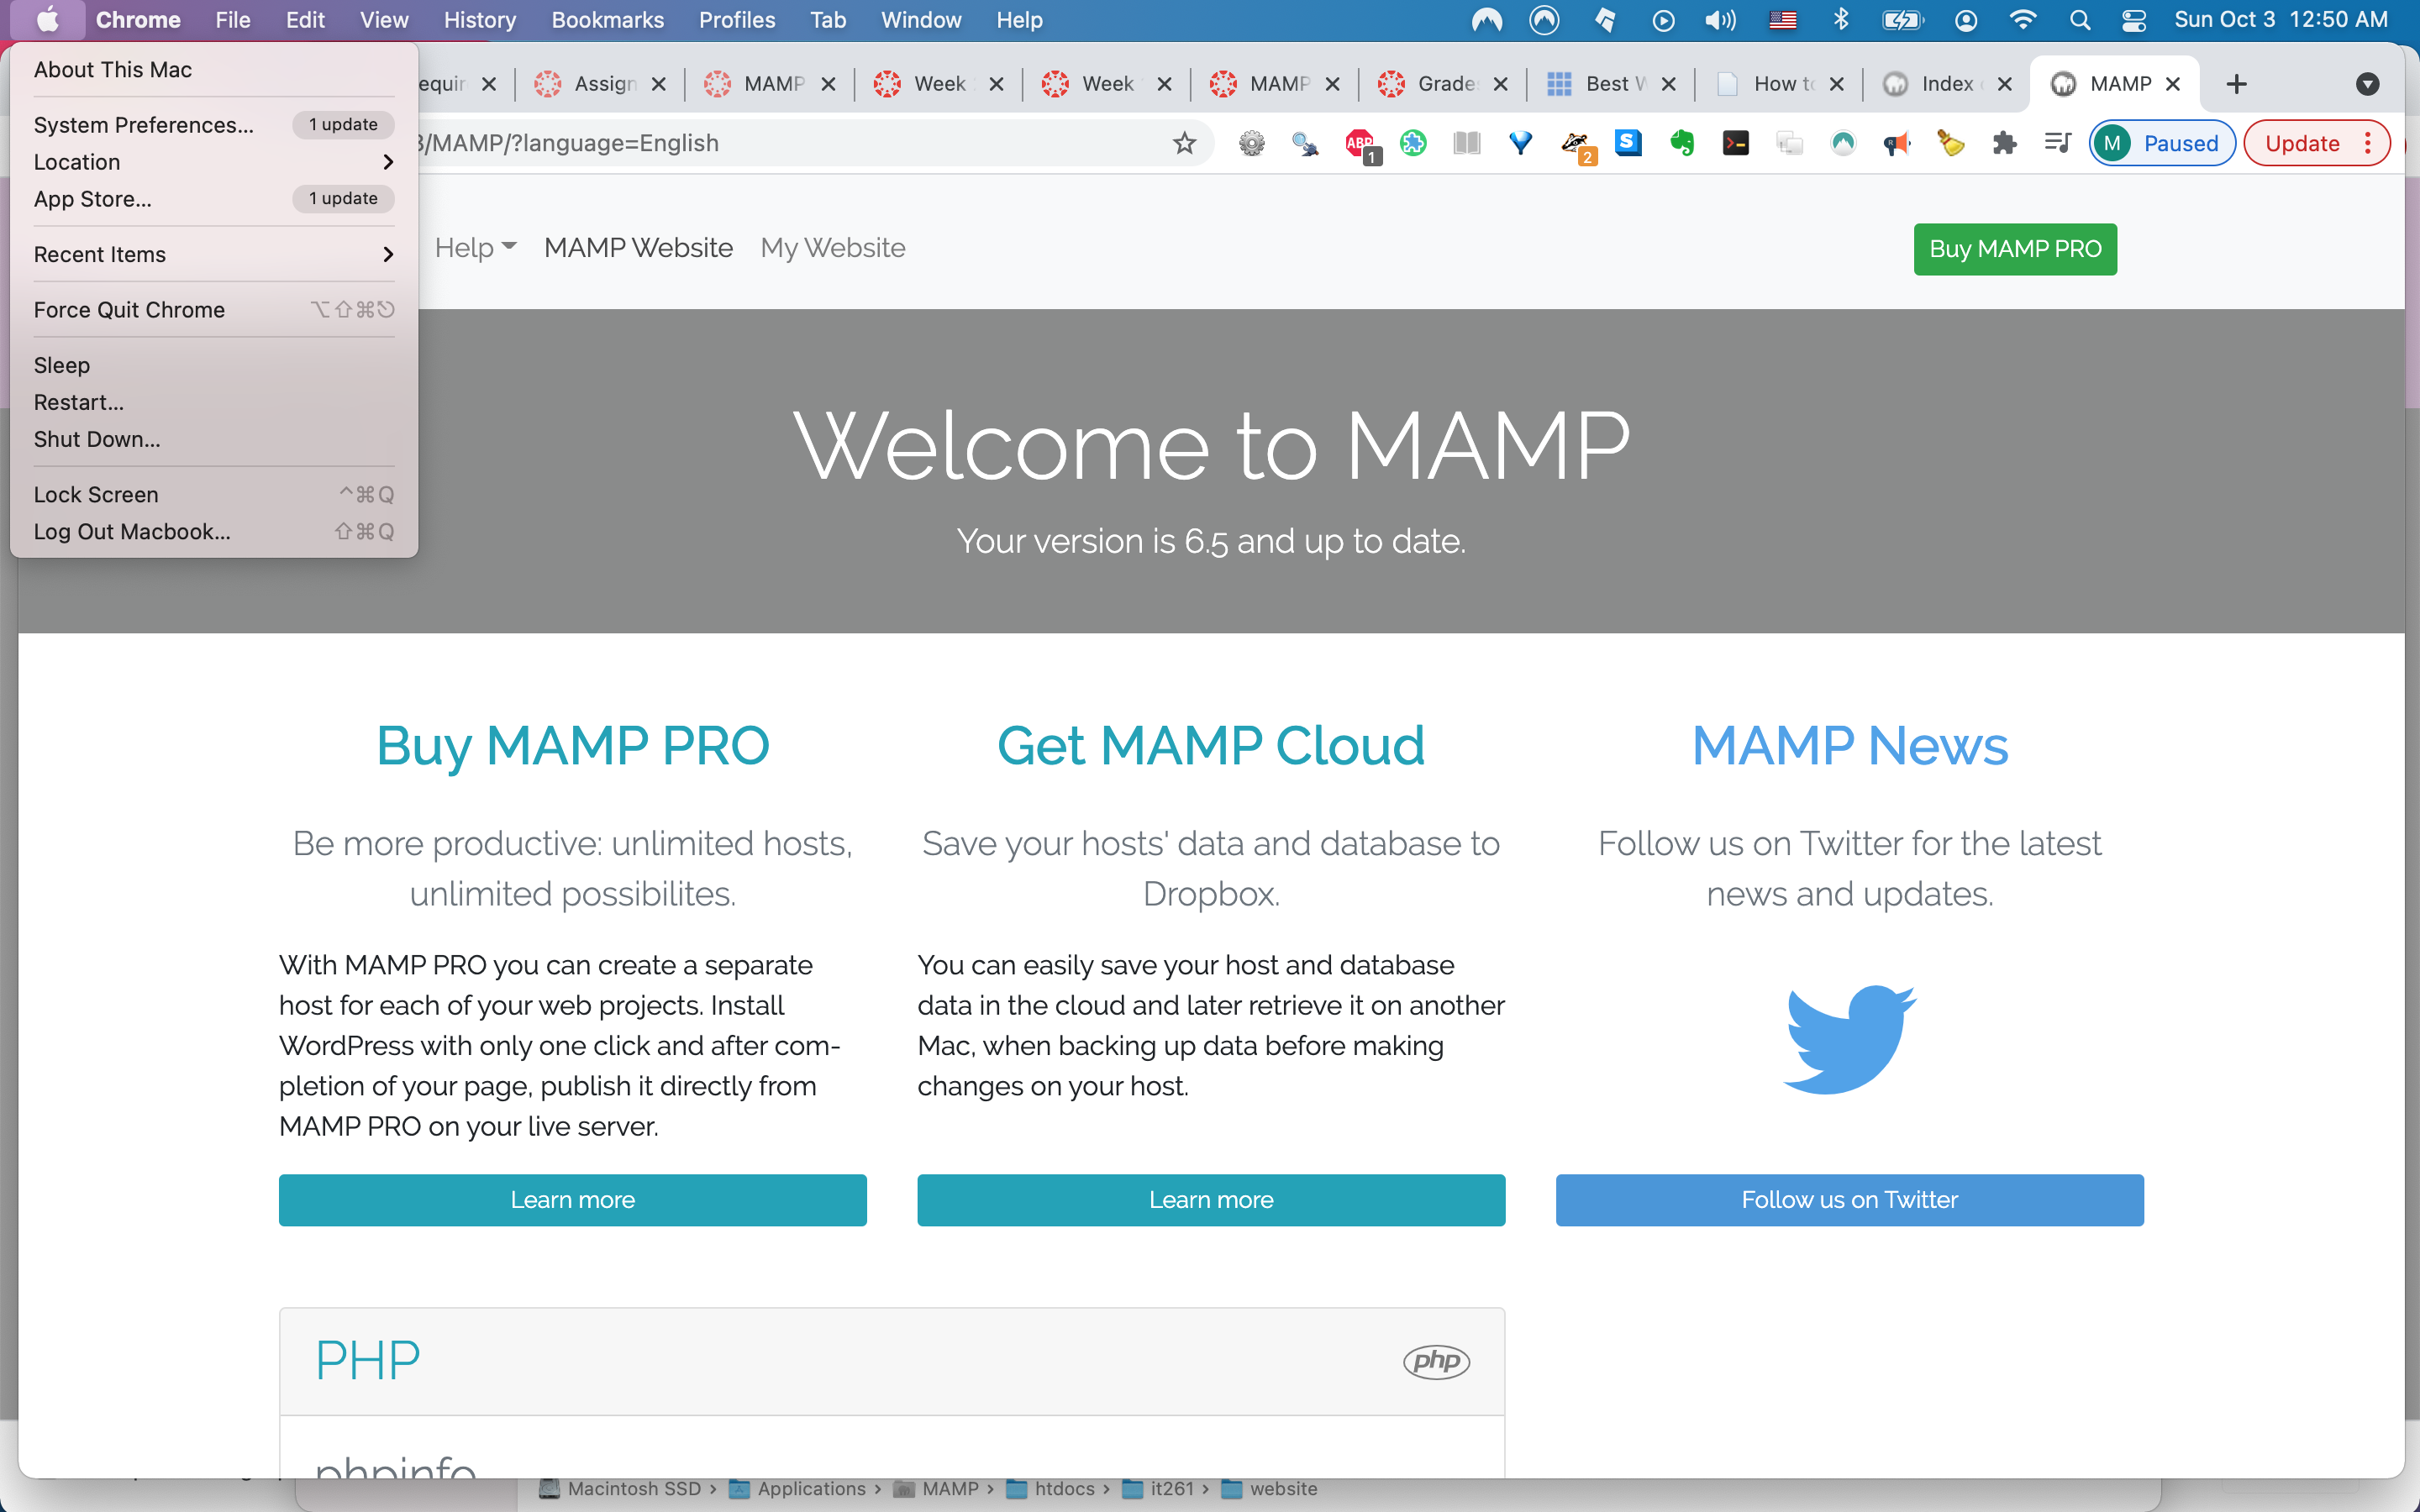 Chrome File Edit View History Bookmarks Profiles Tab Window Help Sun Oct 3 12:50 AM
About This Mac
System Preferences... 1 update
Location
App Store... 1 update
Recent Items
Force Quit Chrome ⌥⇧⌘⎋
Sleep
Restart...
Shut Down...
Lock Screen ^⌘Q
Log Out Macbook... ⇧⌘Q
equir Assign MAMP Week Week MAMP Grade Best W How to Index MAMP
3/MAMP/?language=English ABP 1 2 S M Paused Update
Help MAMP Website My Website Buy MAMP PRO
Welcome to MAMP
Your version is 6.5 and up to date.
Buy MAMP PRO
Be more productive: unlimited hosts,
unlimited possibilites.
With MAMP PRO you can create a separate
host for each of your web projects. Install
WordPress with only one click and after com-
pletion of your page, publish it directly from
MAMP PRO on your live server.
Learn more
Get MAMP Cloud
Save your hosts' data and database to
Dropbox.
You can easily save your host and database
data in the cloud and later retrieve it on another
Mac, when backing up data before making
changes on your host.
Learn more
MAMP News
Follow us on Twitter for the latest
news and updates.
Follow us on Twitter
PHP php
phpinfo
Macintosh SSD › Applications › MAMP › htdocs › it261 › website